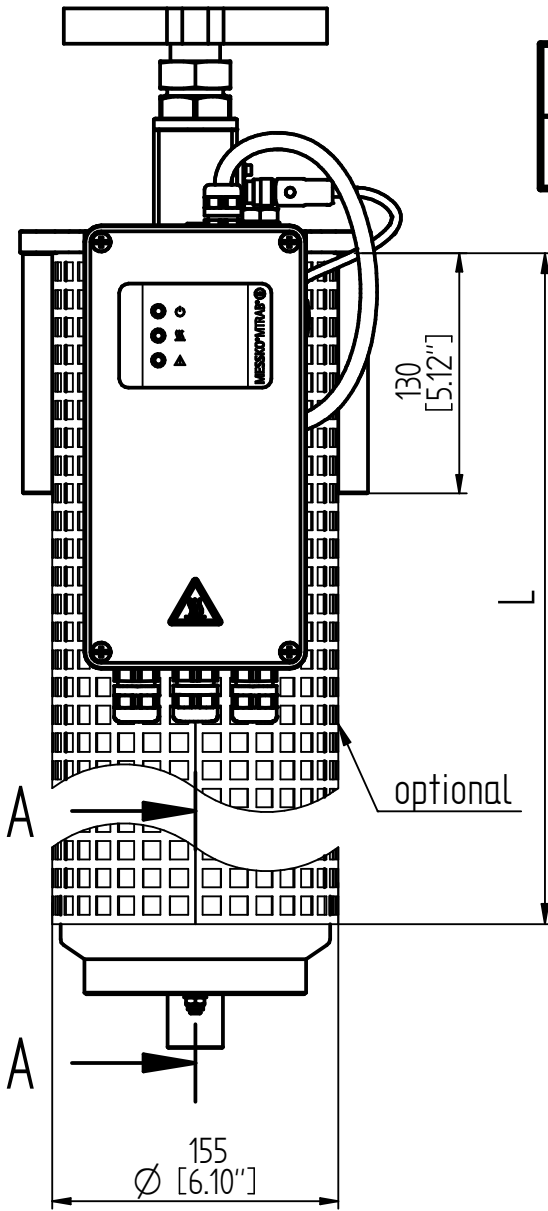 MESSKO®MTRAB®
130
[5.12"]
L
optional
A
A
155
Ø [6.10"]